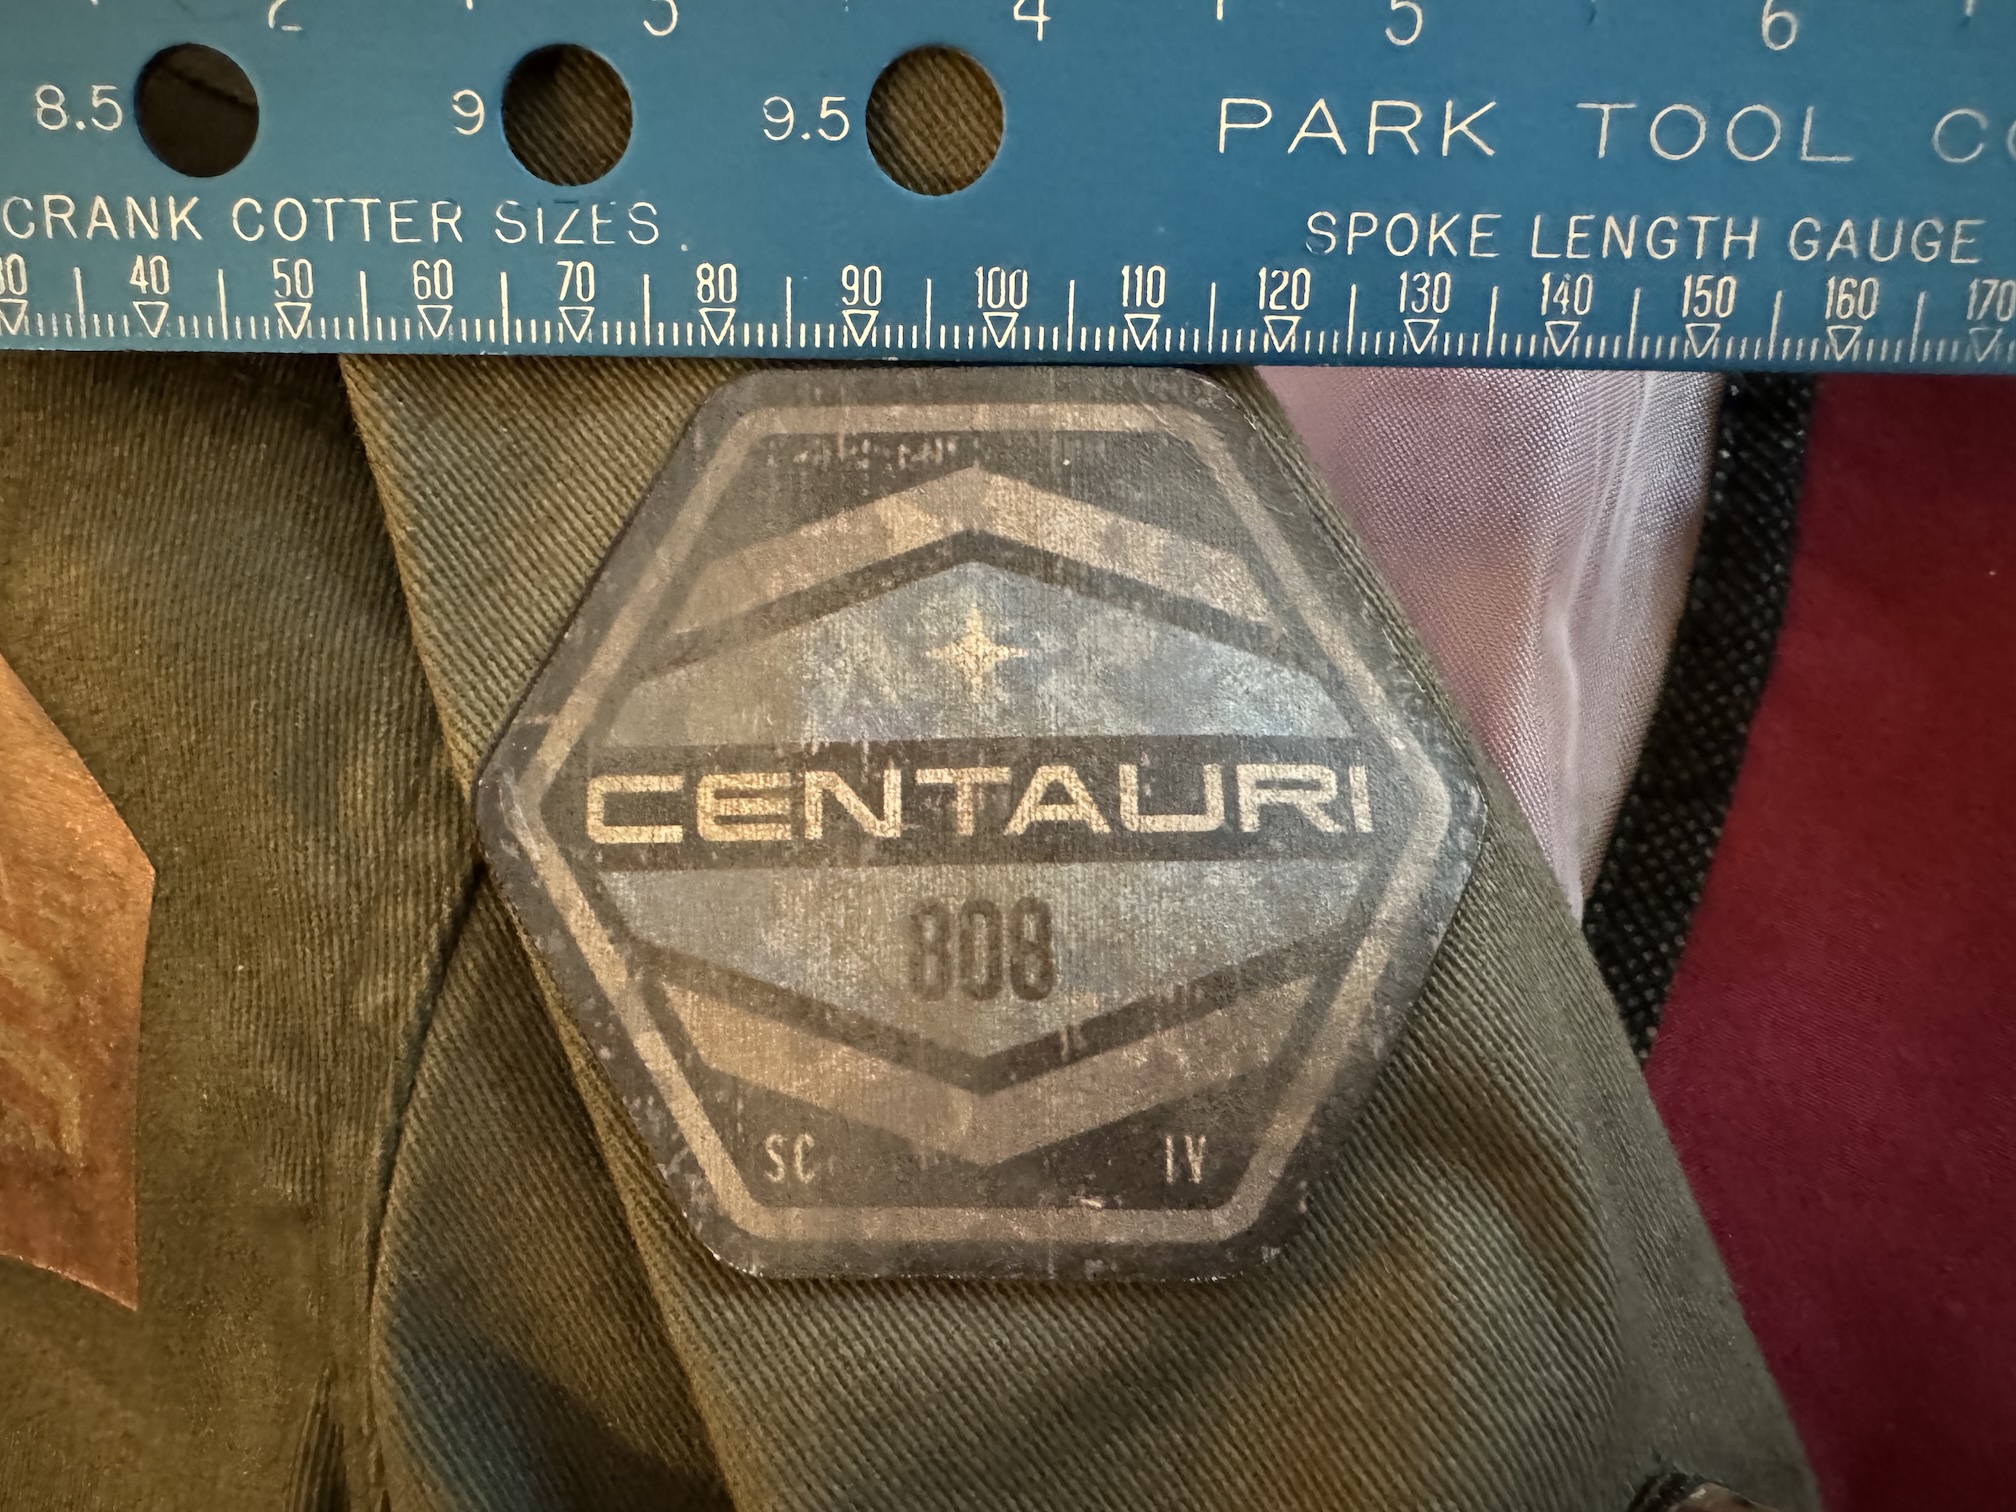 2 3 4 5 6
8.5 9 9.5 PARK TOOL
CRANK COTTER SIZES. SPOKE LENGTH GAUGE
40 50 60 70 80 90 100 110 120 130 140 150 160 170
CENTAURI
808
SC IV